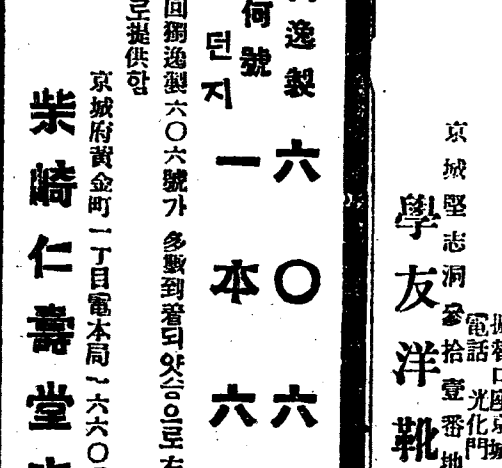 京城堅志洞參拾壹番地
學友洋靴
電話 光化門
逸製 六〇六
何號
던지 一本六
回獨逸製六〇六號가 多數到着되얏슴으로
로提供함
京城府黃金町一丁目電本局~六六〇
柴崎仁壽堂